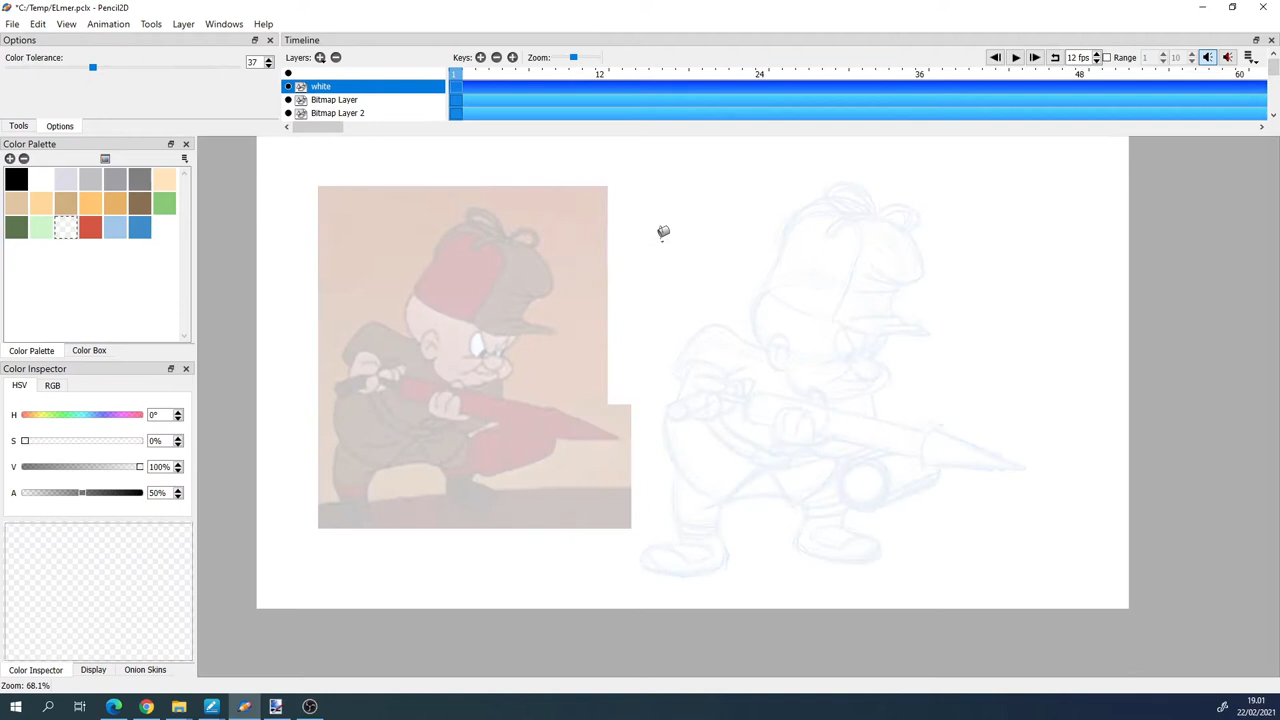 *C:/Temp/ELmer.pclx - Pencil2D
File Edit View Animation Tools Layer Windows Help
Options
Color Tolerance:
37
Tools Options
Timeline
Layers: Keys: Zoom: 12 fps Range 1 10
1 12 24 36 48 60
white
Bitmap Layer
Bitmap Layer 2
Color Palette
Color Palette Color Box
Color Inspector
HSV RGB
H 0°
S 0%
V 100%
A 50%
Color Inspector Display Onion Skins
Zoom: 68.1%
19.01
22/02/2021